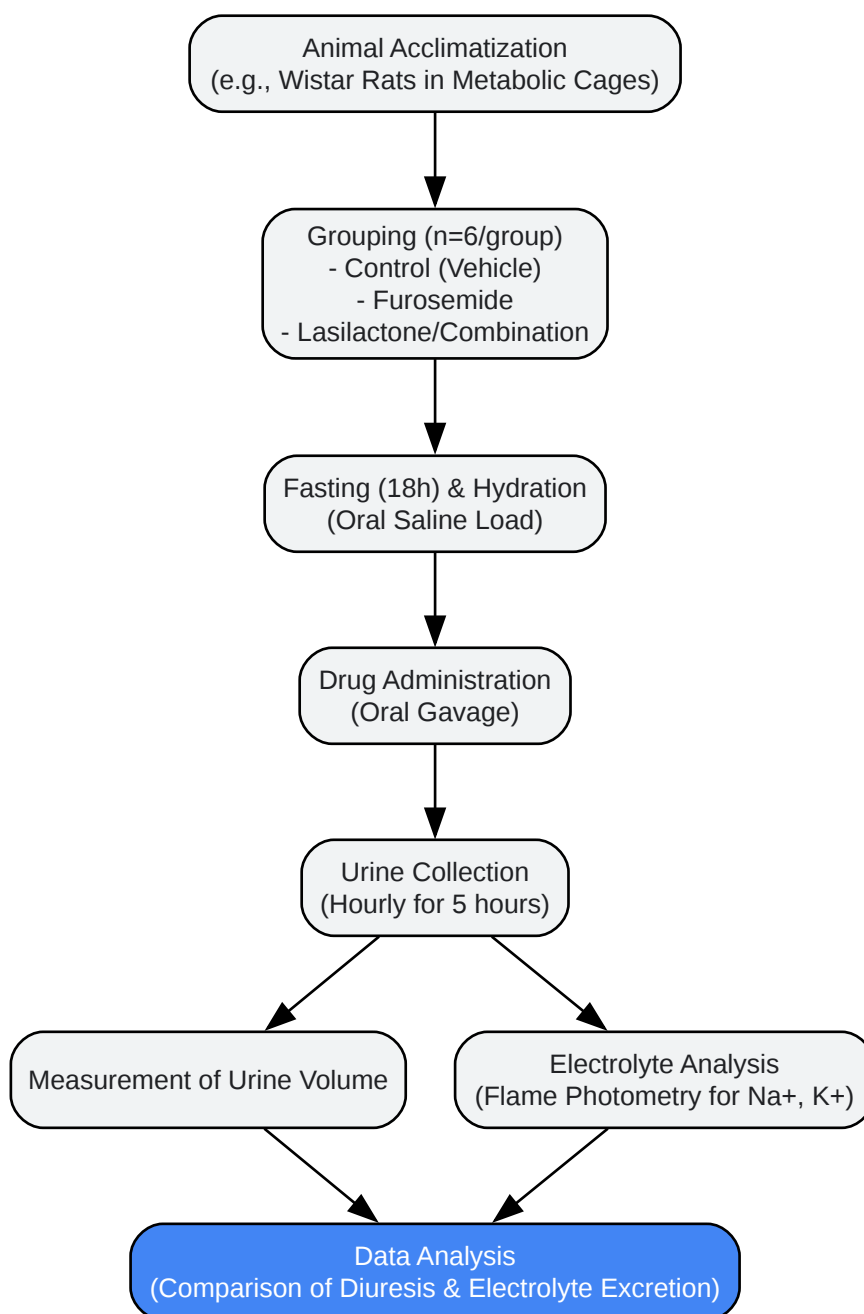 Animal Acclimatization
(e.g., Wistar Rats in Metabolic Cages)
Grouping (n=6/group)
- Control (Vehicle)
- Furosemide
- Lasilactone/Combination
Fasting (18h) & Hydration
(Oral Saline Load)
Drug Administration
(Oral Gavage)
Urine Collection
(Hourly for 5 hours)
Measurement of Urine Volume
Electrolyte Analysis
(Flame Photometry for Na+, K+)
Data Analysis
(Comparison of Diuresis & Electrolyte Excretion)